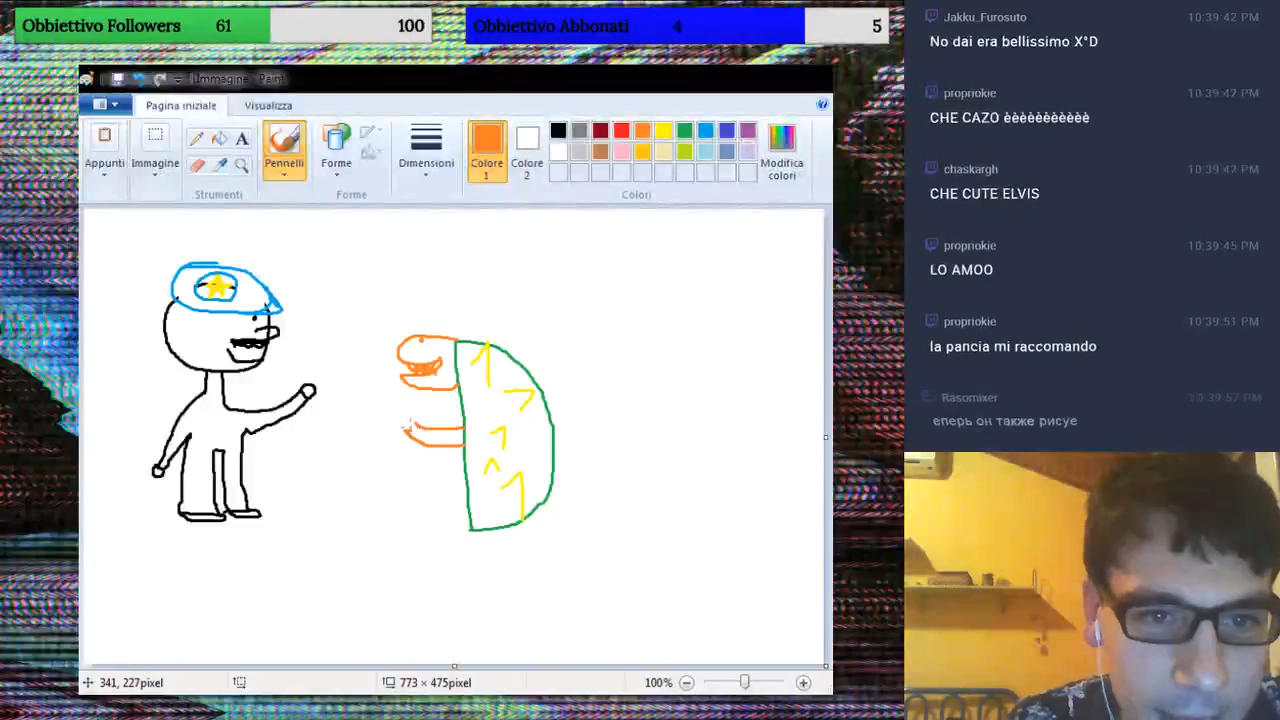 Obbiettivo Followers 61 100
Obbiettivo Abbonati 4 5
Immagine - Paint
Pagina iniziale Visualizza
Appunti
Immagine
A
Strumenti
Pennelli
Forme
Forme
Dimensioni
Colore 1
Colore 2
Modifica colori
Colori
341, 227pixel
773 × 475pixel
100%
Jakku_Furosuto 10:39:42 PM
No dai era bellissimo X°D
propriokie 10:39:42 PM
CHE CAZO èèèèèèèèèèè
chaskargh 10:39:42 PM
CHE CUTE ELVIS
propriokie 10:39:45 PM
LO AMOO
propriokie 10:39:51 PM
la pancia mi raccomando
Rasomixer 10:39:57 PM
еперь он также рисуе